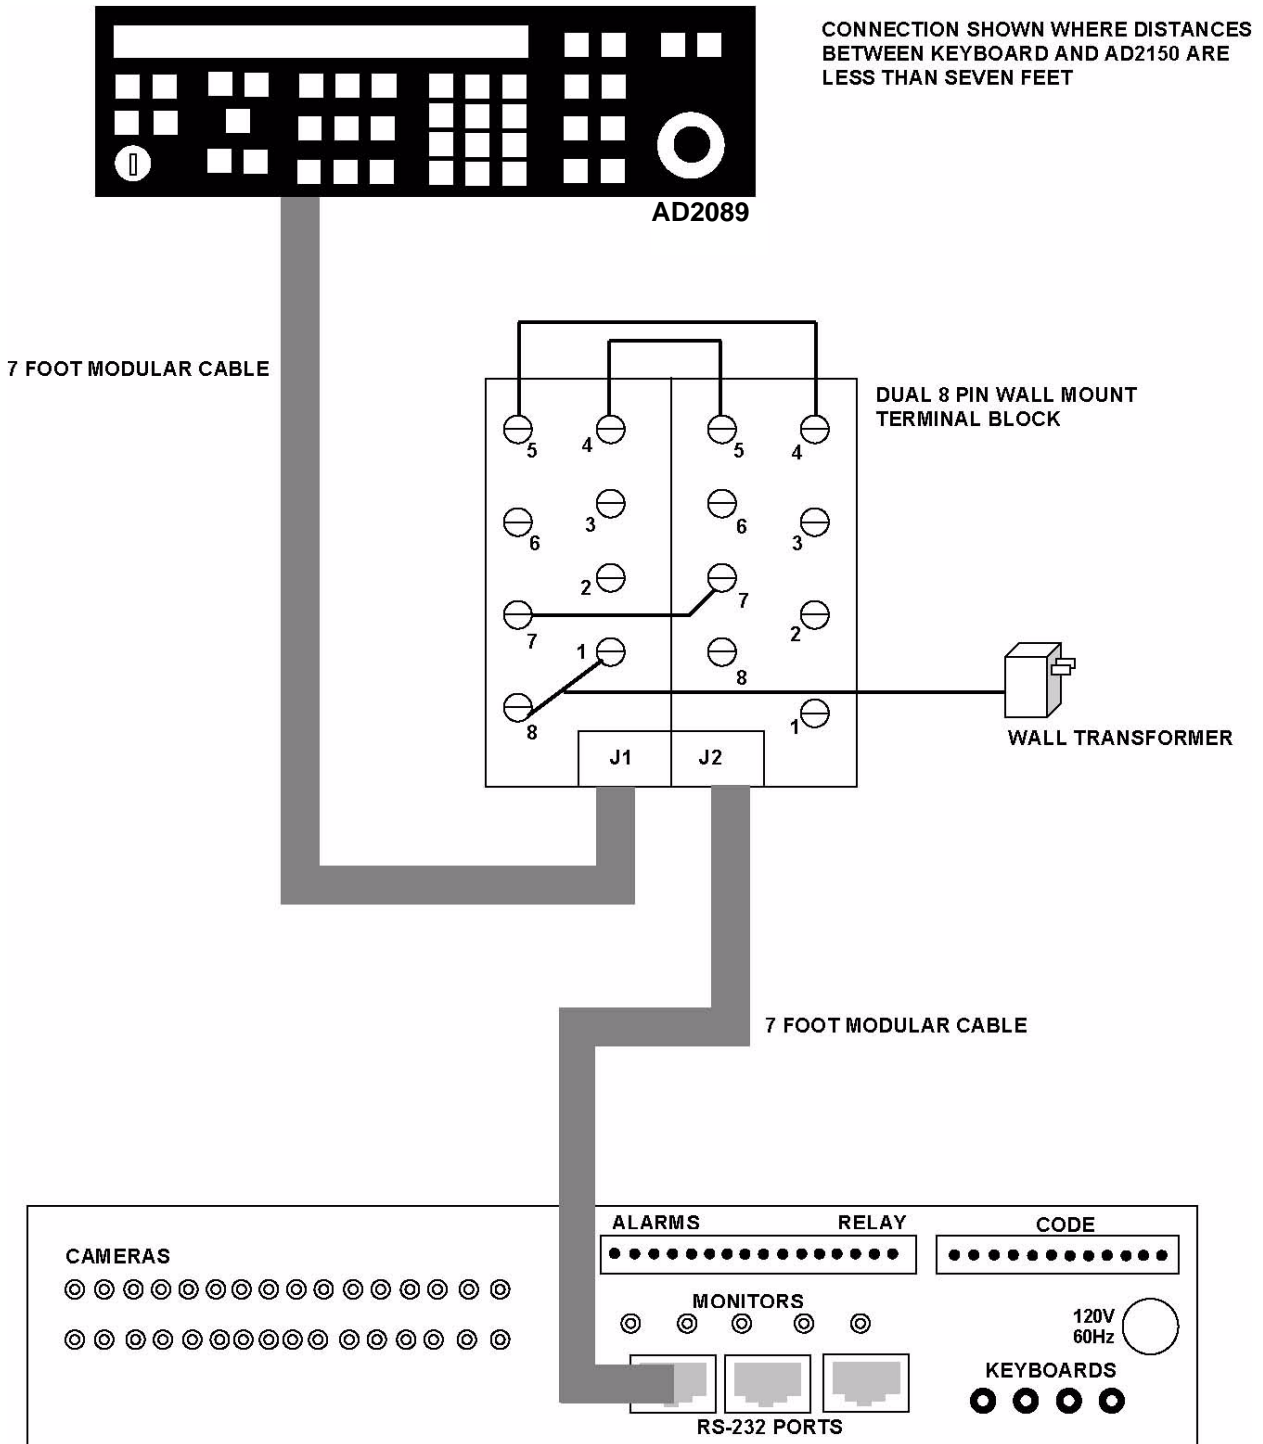 CONNECTION SHOWN WHERE DISTANCES
BETWEEN KEYBOARD AND AD2150 ARE
LESS THAN SEVEN FEET
AD2089
7 FOOT MODULAR CABLE
DUAL 8 PIN WALL MOUNT
TERMINAL BLOCK
5 4 5 4
6 3 6 3
2 7
7 2
1 8
8 1
J1 J2
WALL TRANSFORMER
7 FOOT MODULAR CABLE
ALARMS RELAY CODE
CAMERAS
MONITORS
120V
60Hz
KEYBOARDS
RS-232 PORTS